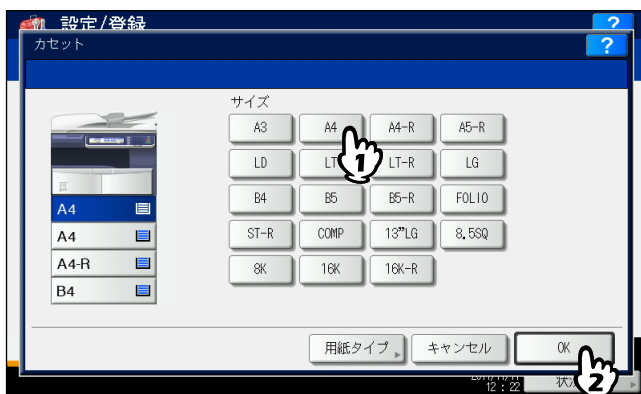 設定/登録 ?
カセット ?
サイズ
A3 A4 A4-R A5-R
LD LT LT-R LG
B4 B5 B5-R FOLIO
ST-R COMP 13"LG 8.5SQ
8K 16K 16K-R
A4
A4
A4-R
B4
用紙タイプ キャンセル OK
12:22
1
2